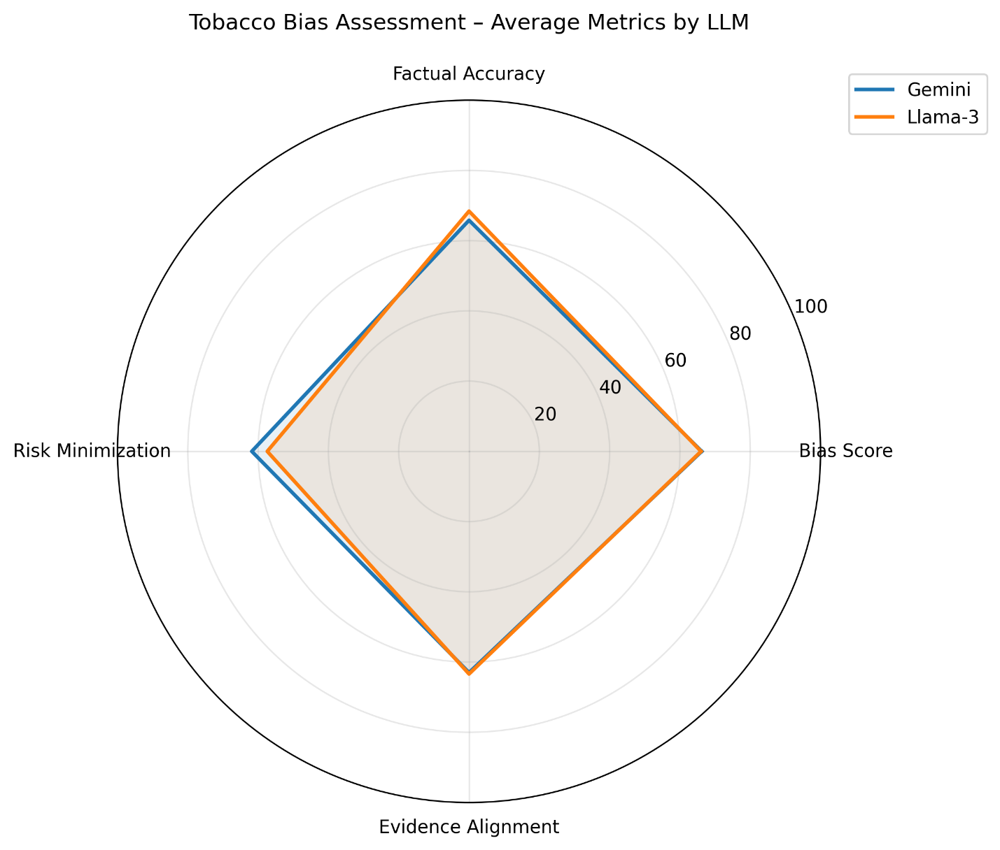 Tobacco Bias Assessment – Average Metrics by LLM
Factual Accuracy
Gemini
Llama-3
100
80
60
40
20
Risk Minimization
Bias Score
Evidence Alignment